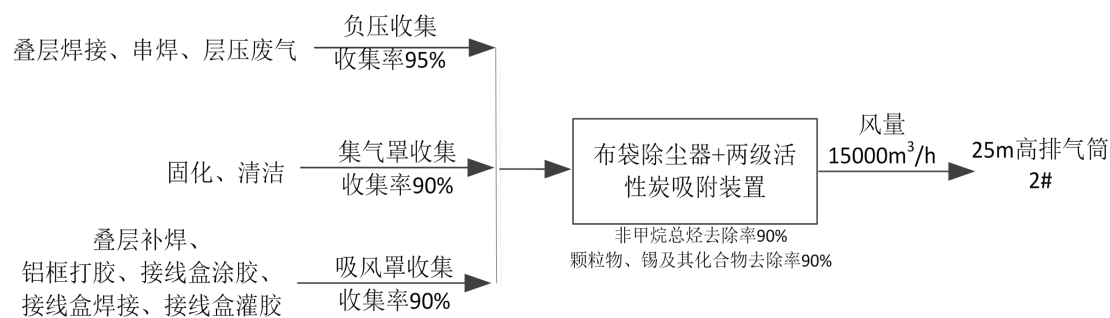 负压收集
叠层焊接、串焊、层压废气
收集率95%
集气罩收集
固化、清洁
收集率90%
叠层补焊、
铝框打胶、接线盒涂胶、
接线盒焊接、接线盒灌胶
吸风罩收集
收集率90%
布袋除尘器+两级活
性炭吸附装置
非甲烷总烃去除率90%
颗粒物、锡及其化合物去除率90%
风量
15000m³/h
25m高排气筒
2#